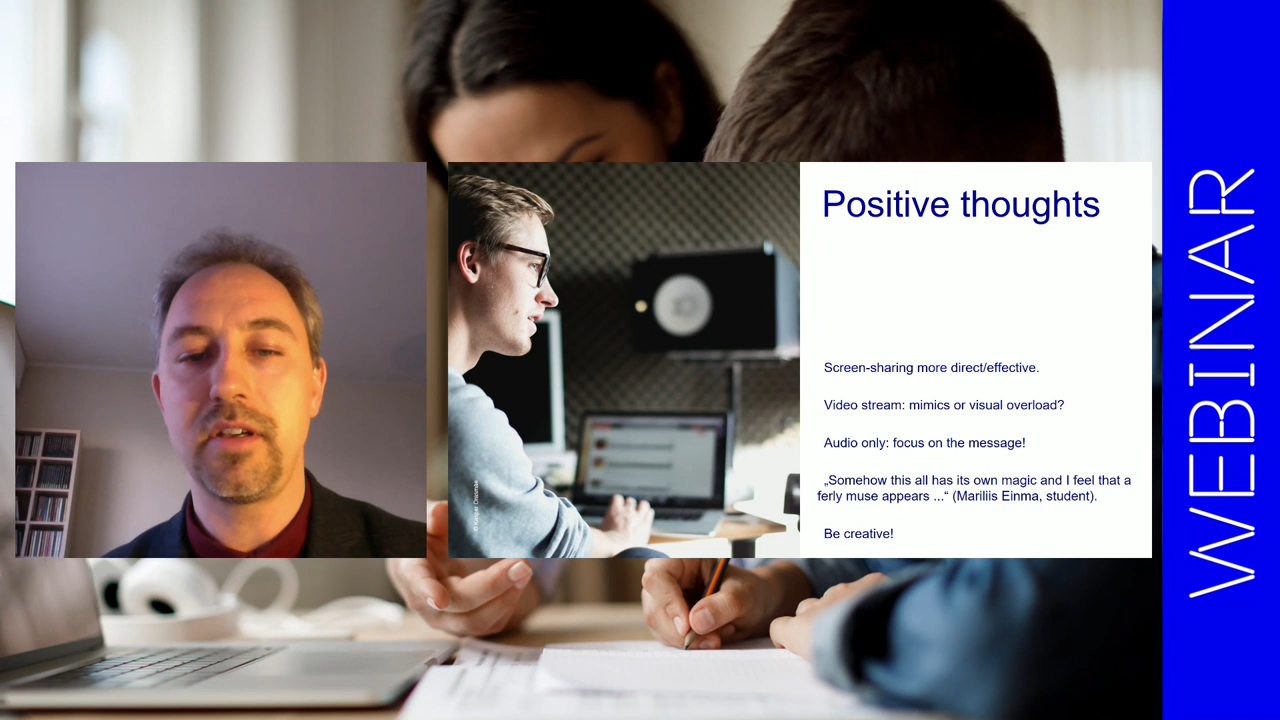 Positive thoughts
Screen-sharing more direct/effective.
Video stream: mimics or visual overload?
Audio only: focus on the message!
„Somehow this all has its own magic and I feel that a
ferly muse appears ...“ (Mariliis Einma, student).
Be creative!
WEBINAR